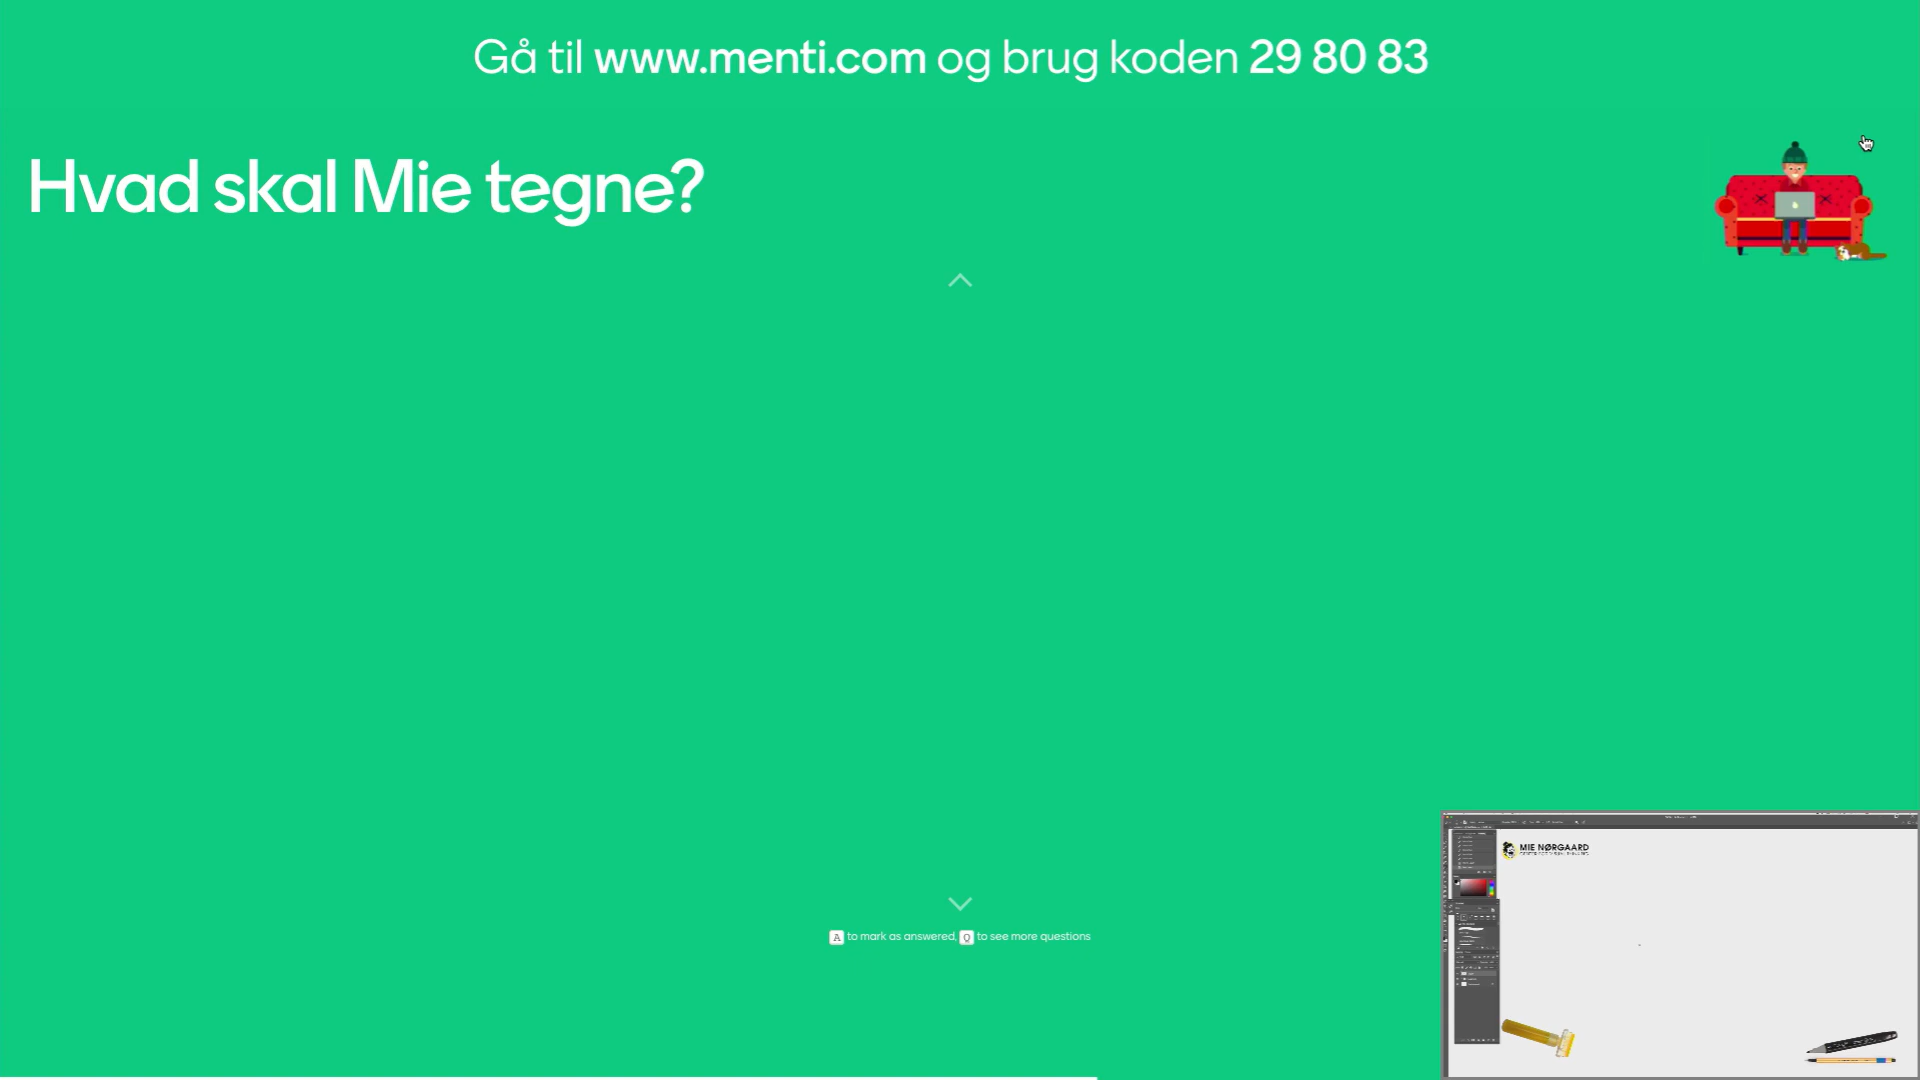 Gå til www.menti.com og brug koden 29 80 83
Hvad skal Mie tegne?
A to mark as answered, Q to see more questions
MIE NØRGAARD